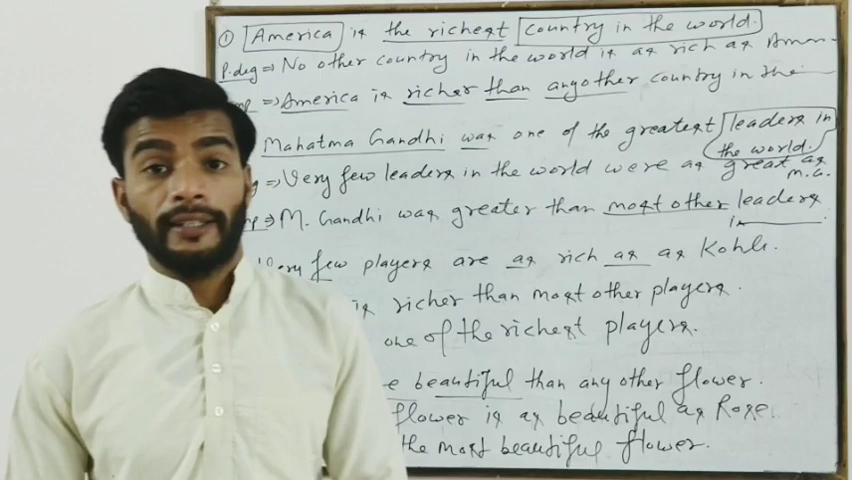 ① America is the richest country in the world.
P.deg ⇒ No other country in the world is as rich as Amer
⇒ America is richer than any other country in the
Mahatma Gandhi was one of the greatest leaders in the world.
⇒ Very few leaders in the world were as great as M.G.
⇒ M. Gandhi was greater than most other leaders in
Very few players are as rich as as Kohli.
is richer than most other players.
one of the richest players.
beautiful than any other flower.
flower is as beautiful as Rose.
the most beautiful flower.